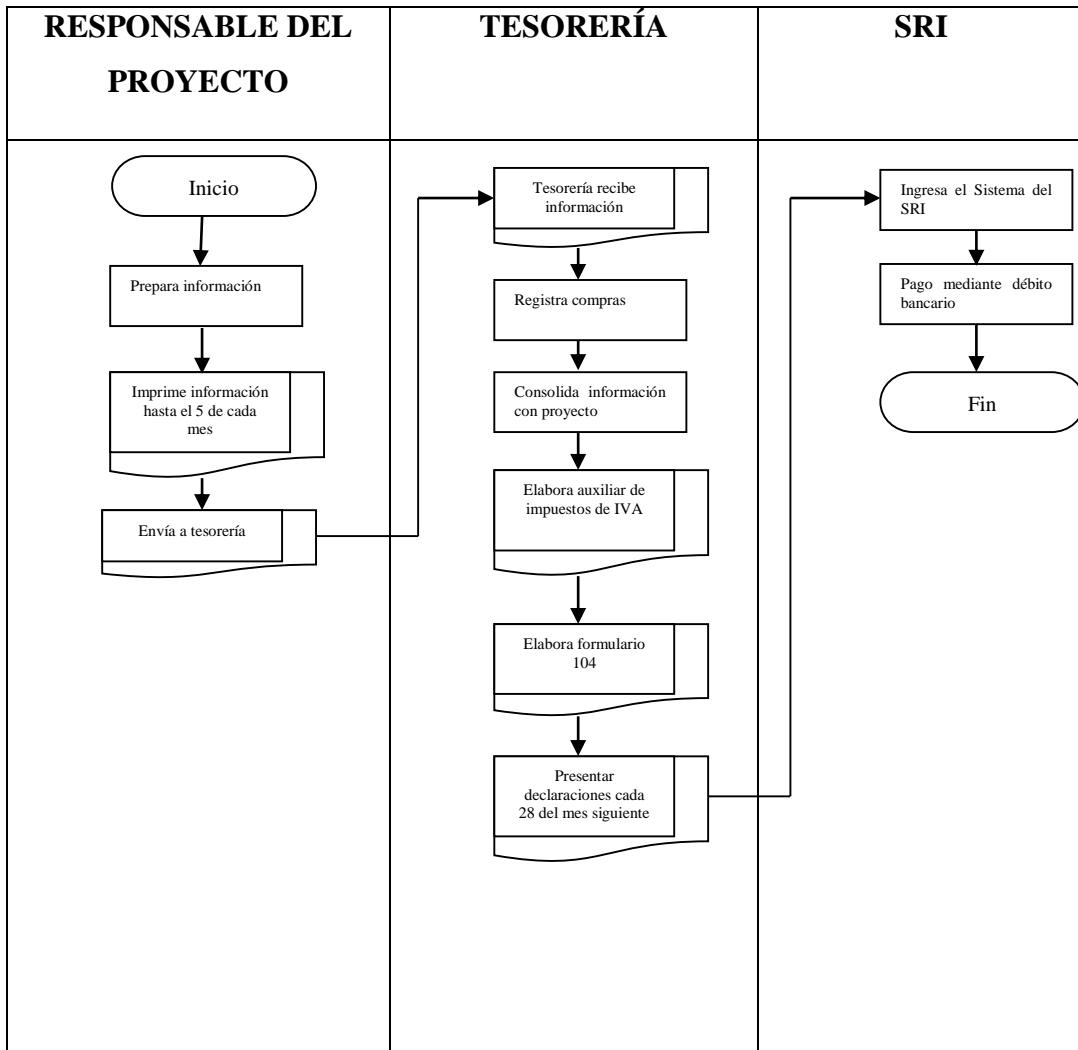 RESPONSABLE DEL
PROYECTO
TESORERÍA
SRI
Inicio
Prepara información
Imprime información
hasta el 5 de cada
mes
Envía a tesorería
Tesorería recibe
información
Registra compras
Consolida información
con proyecto
Elabora auxiliar de
impuestos de IVA
Elabora formulario
104
Presentar
declaraciones cada
28 del mes siguiente
Ingresa el Sistema del
SRI
Pago mediante débito
bancario
Fin